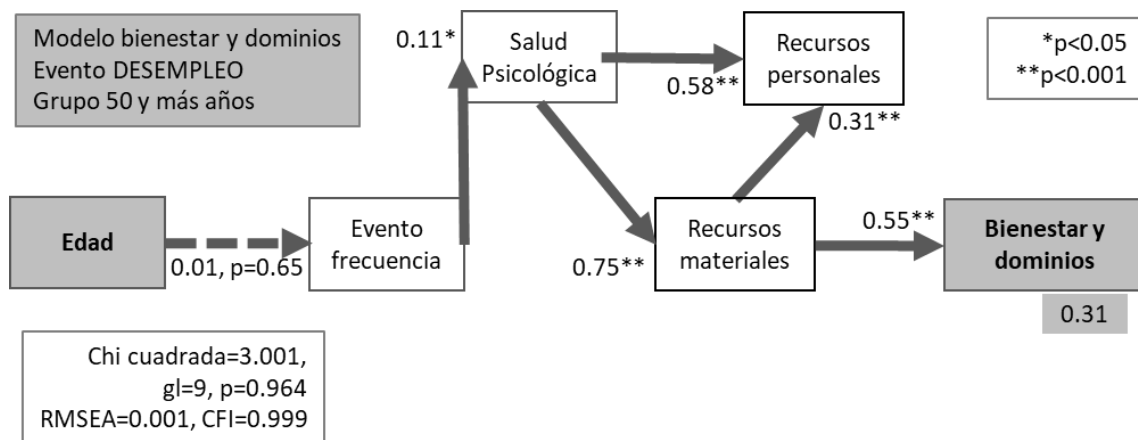 Modelo bienestar y dominios
Evento DESEMPLEO
Grupo 50 y más años
0.11*
Salud
Psicológica
0.58**
Recursos
personales
0.31**
*p<0.05
**p<0.001
Edad
0.01, p=0.65
Evento
frecuencia
0.75**
Recursos
materiales
0.55**
Bienestar y
dominios
0.31
Chi cuadrada=3.001,
gl=9, p=0.964
RMSEA=0.001, CFI=0.999